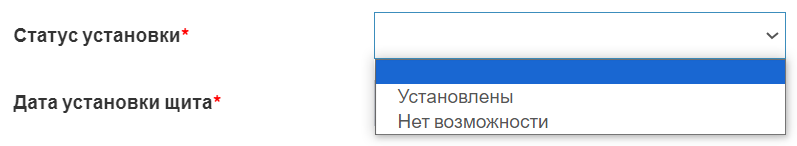 Статус установки*
Установлены
Дата установки щита*
Нет возможности